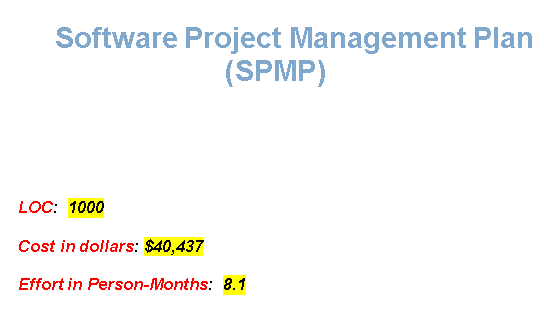 Software Project Management Plan
(SPMP)
LOC: 1000
Cost in dollars: $40,437
Effort in Person-Months: 8.1